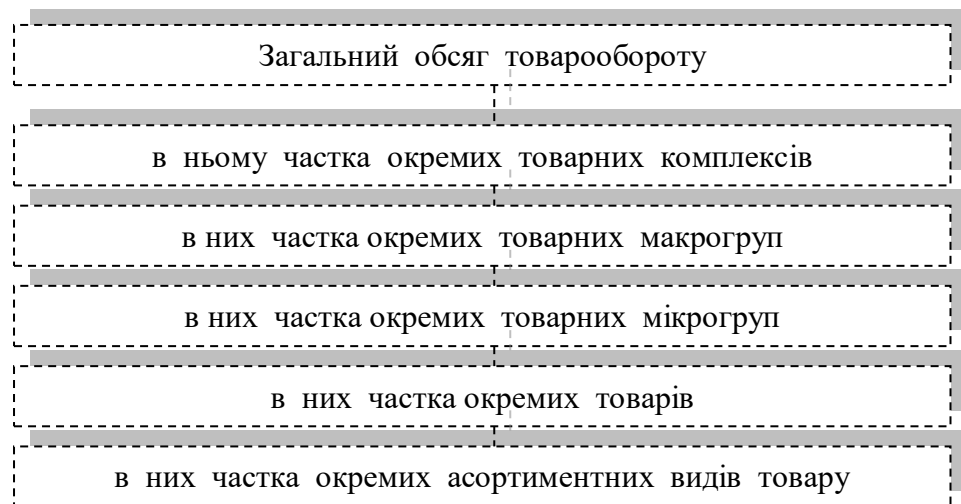 Загальний обсяг товарообороту
в ньому частка окремих товарних комплексів
в них частка окремих товарних макрогруп
в них частка окремих товарних мікрогруп
в них частка окремих товарів
в них частка окремих асортиментних видів товару